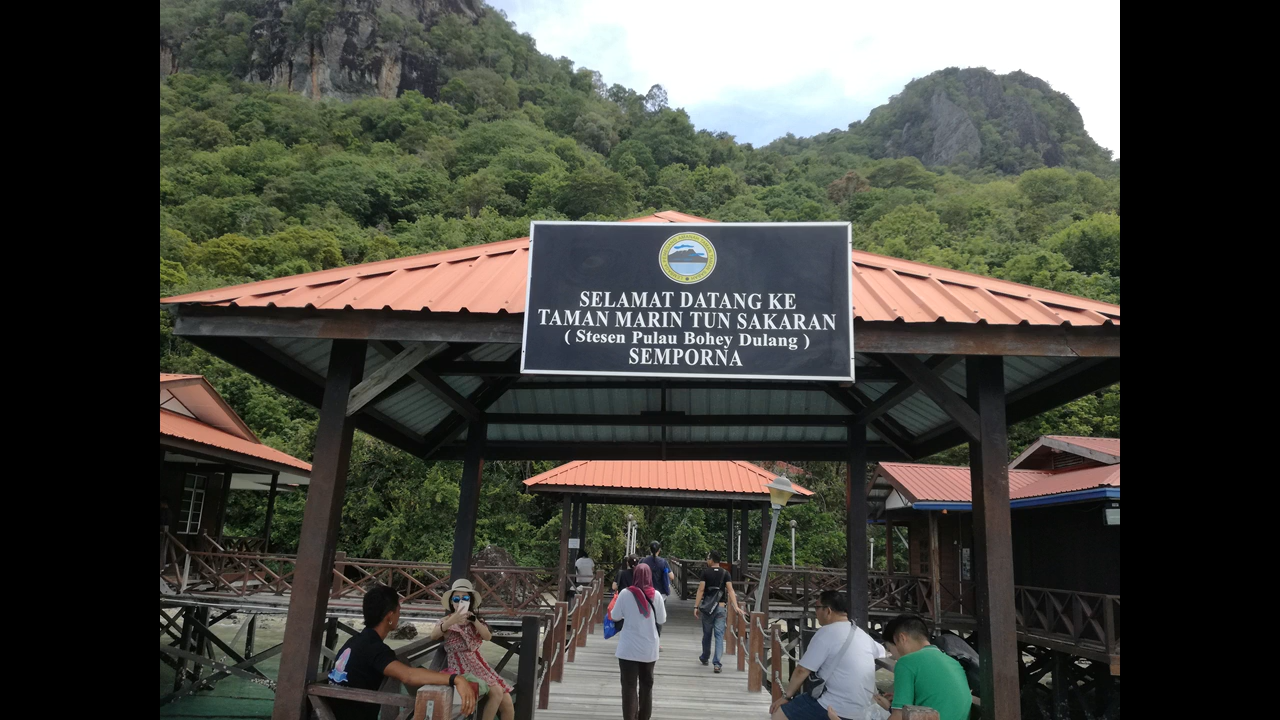 SELAMAT DATANG KE
TAMAN MARIN TUN SAKARAN
( Stesen Pulau Bohey Dulang )
SEMPORNA